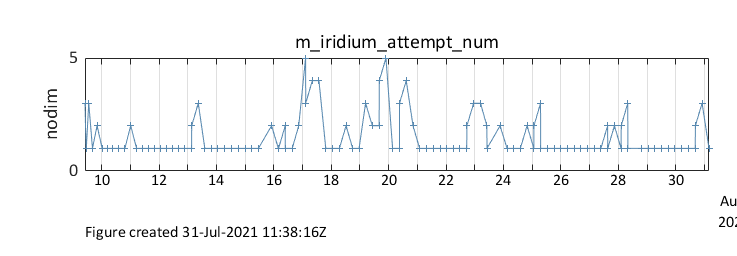 m_iridium_attempt_num
5
nodim
0
10 12 14 16 18 20 22 24 26 28 30
Au
202
Figure created 31-Jul-2021 11:38:16Z